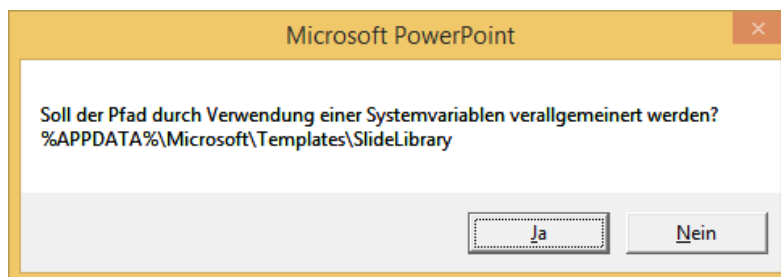 Microsoft PowerPoint
Soll der Pfad durch Verwendung einer Systemvariablen verallgemeinert werden?
%APPDATA%\Microsoft\Templates\SlideLibrary
Ja
Nein